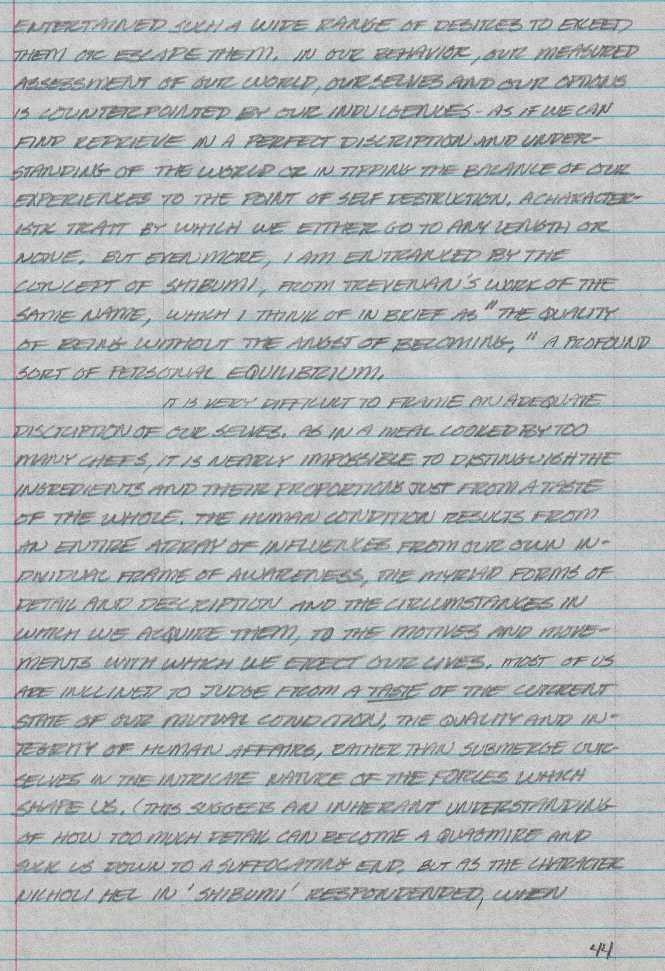 ENTERTAINED SUCH A WIDE RANGE OF DESIRES TO EXCEED
THEM OR ESCAPE THEM. IN OUR BEHAVIOR, OUR MEASURED
ASSESSMENT OF OUR WORLD, OURSELVES AND OUR OPTIONS
IS COUNTERPOINTED BY OUR INDULGENCES - AS IF WE CAN
FIND REPRIEVE IN A PERFECT DISCRIPTION AND UNDER-
STANDING OF THE WORLD OR IN TIPPING THE BALANCE OF OUR
EXPERIENCES TO THE POINT OF SELF DESTRUCTION. A CHARACTER-
ISTIC TRAIT BY WHICH WE EITHER GO TO ANY LENGTH OR
NONE. BUT EVEN MORE, I AM ENTRANCED BY THE
CONCEPT OF SHIBUMI, FROM TREVENAN'S WORK OF THE
SAME NAME, WHICH I THINK OF IN BRIEF AS "THE QUALITY
OF BEING WITHOUT THE ANGST OF BECOMING," A PROFOUND
SORT OF PERSONAL EQUILIBRIUM.
IT IS VERY DIFFICULT TO FRAME AN ADEQUATE
DISCRIPTION OF OUR SELVES. AS IN A MEAL COOKED BY TOO
MANY CHEFS, IT IS NEARLY IMPOSSIBLE TO DISTINGUISH THE
INGREDIENTS AND THEIR PROPORTIONS JUST FROM A TASTE
OF THE WHOLE. THE HUMAN CONDITION RESULTS FROM
AN ENTIRE ARRAY OF INFLUENCES FROM OUR OWN IN-
DIVIDUAL FRAME OF AWARENESS, THE MYRIAD FORMS OF
DETAIL AND DESCRIPTION AND THE CIRCUMSTANCES IN
WHICH WE ACQUIRE THEM, TO THE MOTIVES AND MOVE-
MENTS WITH WHICH WE ERECT OUR LIVES. MOST OF US
ARE INCLINED TO JUDGE FROM A TASTE OF THE CURRENT
STATE OF OUR MUTUAL CONDITION, THE QUALITY AND IN-
TEGRITY OF HUMAN AFFAIRS, RATHER THAN SUBMERGE OUR-
SELVES IN THE INTRICATE NATURE OF THE FORCES WHICH
SHAPE US. (THIS SUGGESTS AN INHERANT UNDERSTANDING
OF HOW TOO MUCH DETAIL CAN BECOME A QUAGMIRE AND
SUCK US DOWN TO A SUFFOCATING END. BUT AS THE CHARACTER
NICHOLI HEL IN 'SHIBUMI' RESPONDENDED, WHEN
44